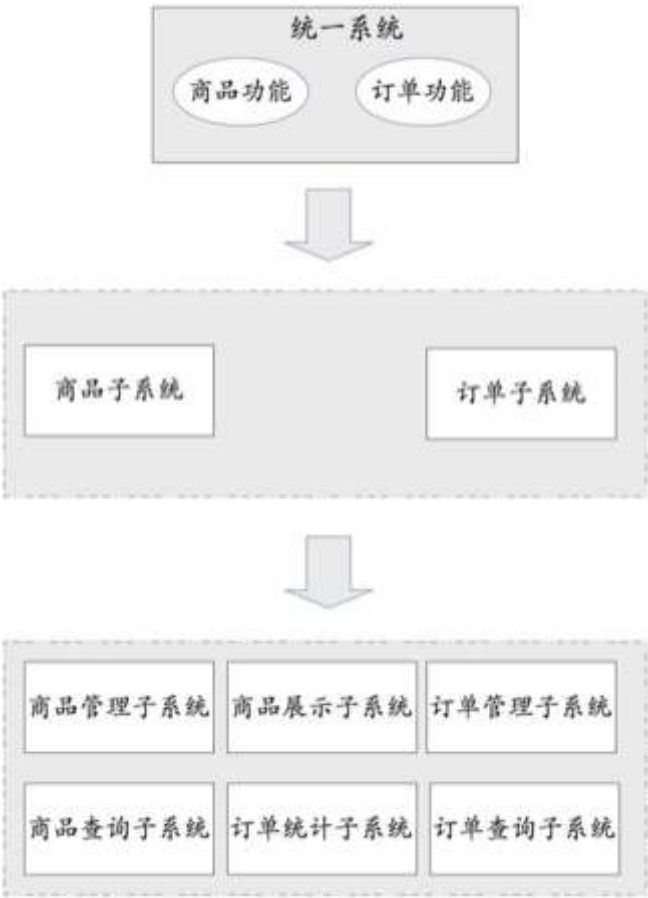 统一系统
商品功能 订单功能
商品子系统 订单子系统
商品管理子系统 商品展示子系统 订单管理子系统
商品查询子系统 订单统计子系统 订单查询子系统